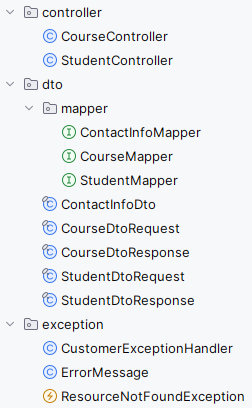 controller
CourseController
StudentController
dto
mapper
ContactInfoMapper
CourseMapper
StudentMapper
ContactInfoDto
CourseDtoRequest
CourseDtoResponse
StudentDtoRequest
StudentDtoResponse
exception
CustomerExceptionHandler
ErrorMessage
ResourceNotFoundException